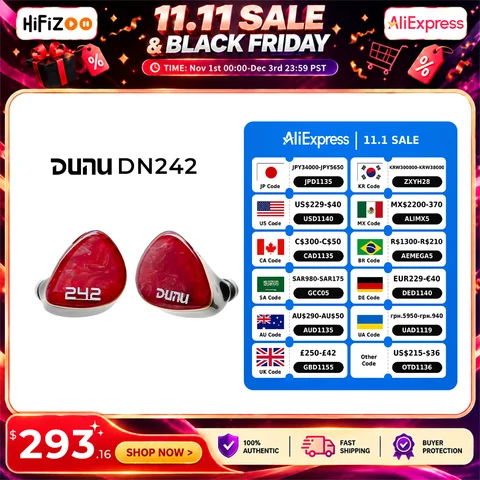 HiFiZOO
11.11 SALE
& BLACK FRIDAY
AliExpress
TIME: Nov 1st 00:00-Dec 3rd 23:59 PST
DUNU DN242
242
DUNU
AliExpress | 11.1 SALE
JP Code
JPY34000-JPY5650
JPD1135
KR Code
KRW300000-KRW38000
ZXYH28
US Code
US$229-$40
USD1140
MX Code
MX$2200-370
ALIMX5
CA Code
C$300-C$50
CAD1135
BR Code
R$1300-R$210
AEMEGA5
SA Code
SAR980-SAR175
GCC05
DE Code
EUR229-€40
DED1140
AU Code
AU$290-AU$50
AUD1135
UA Code
грн.5950-грн.940
UAD1119
UK Code
£250-£42
GBD1155
Other
Code
US$215-$36
OTD1136
$293.16
SHOP NOW >
100%
AUTHENTIC
FAST
SHIPPING
BUYER
PROTECTION